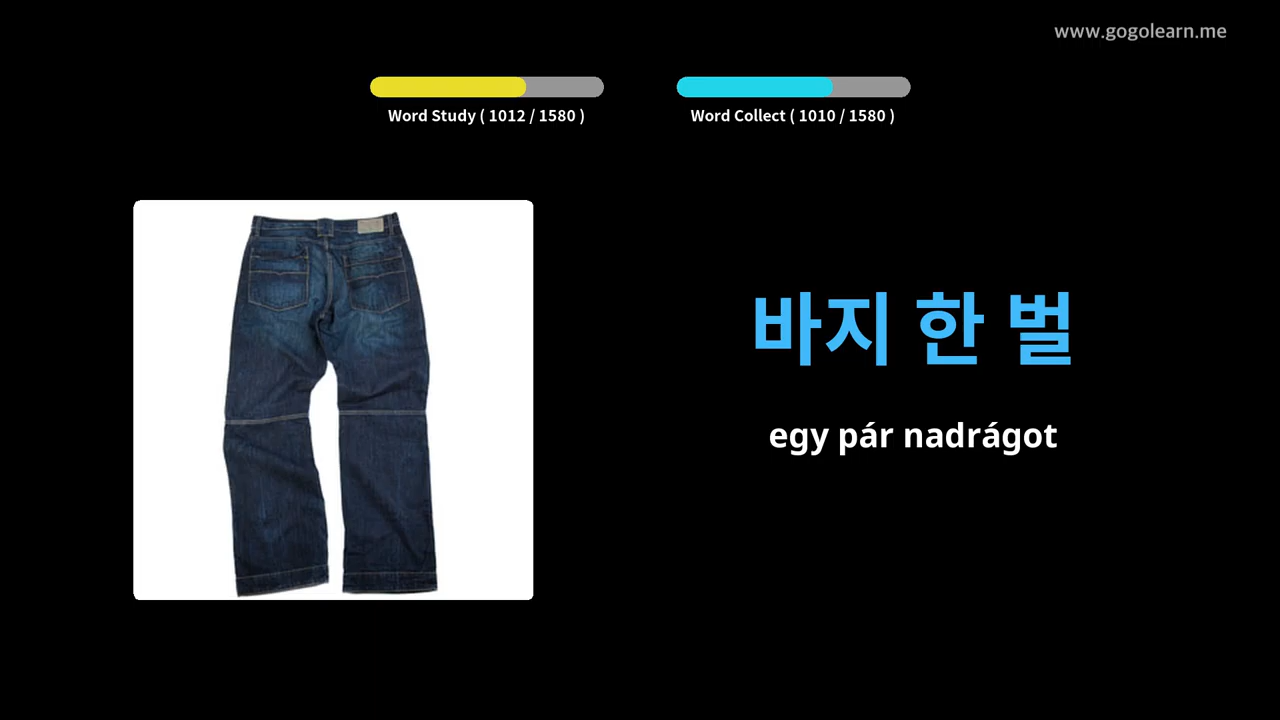 www.gogolearn.me
Word Study ( 1012 / 1580 )
Word Collect ( 1010 / 1580 )
바지 한 벌
egy pár nadrágot